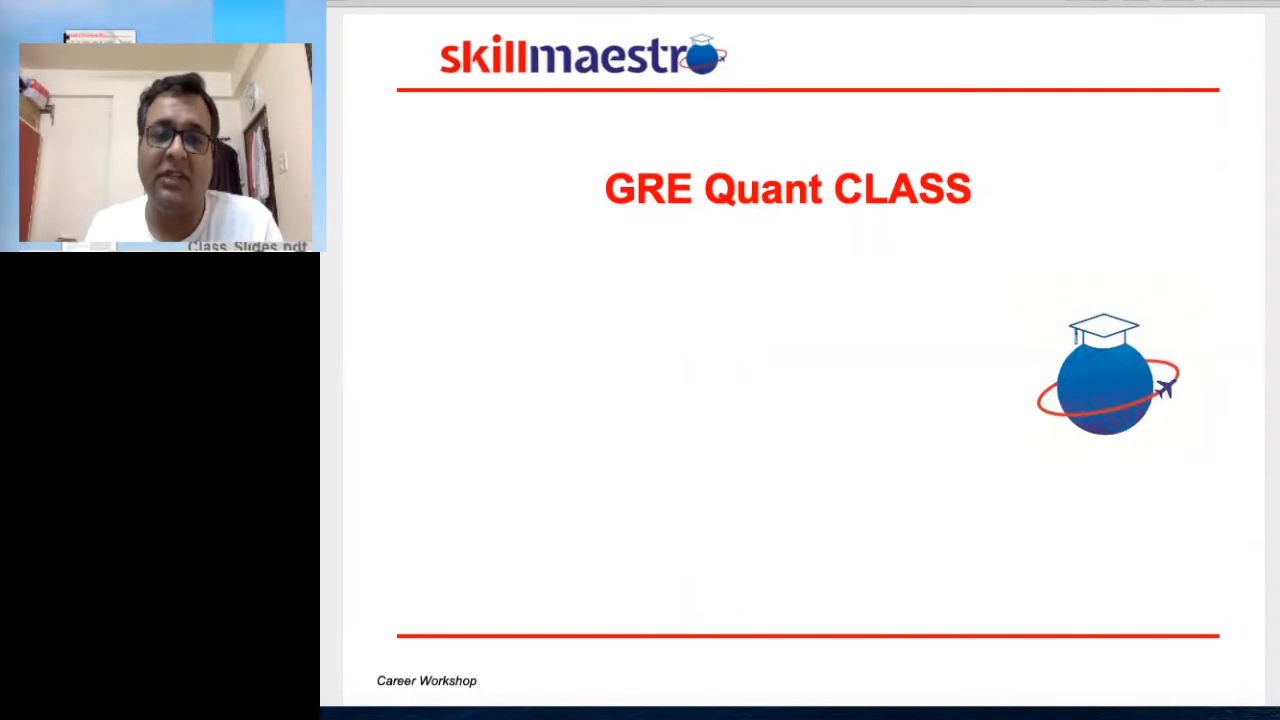 skillmaestro
GRE Quant CLASS
Class Slides.pdf
Career Workshop